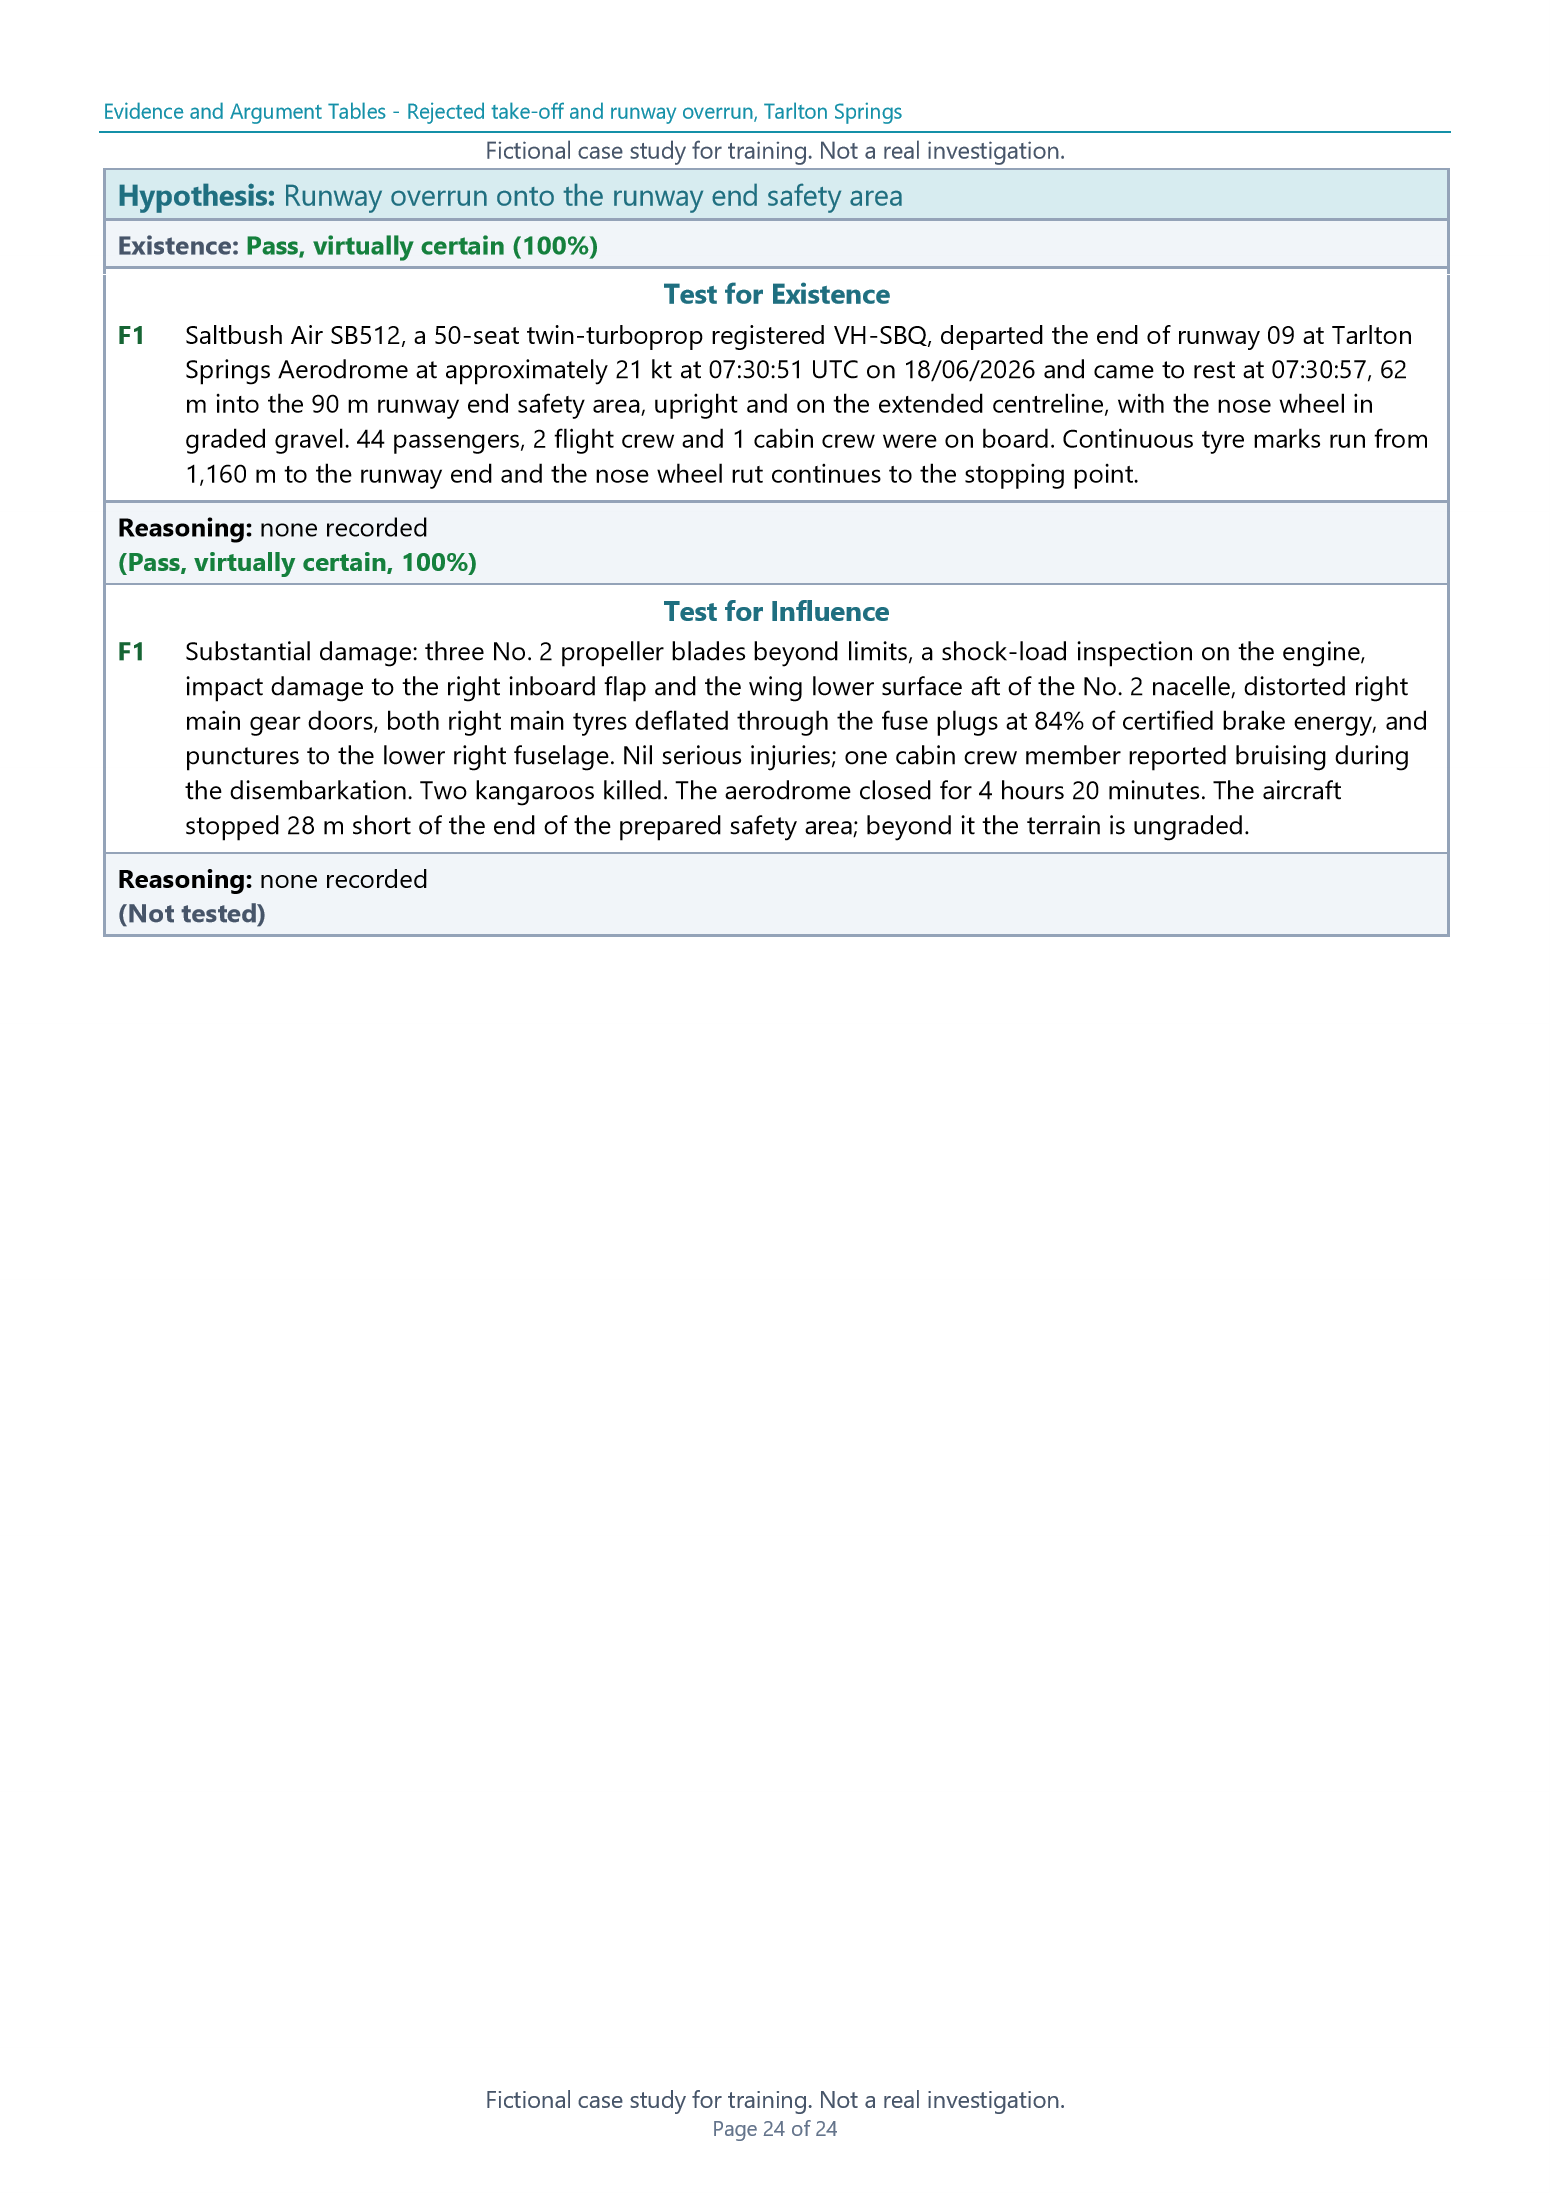 Evidence and Argument Tables - Rejected take-off and runway overrun, Tarlton Springs
Fictional case study for training. Not a real investigation.
Hypothesis: Runway overrun onto the runway end safety area
Existence: Pass, virtually certain (100%)
Test for Existence
F1 Saltbush Air SB512, a 50-seat twin-turboprop registered VH-SBQ, departed the end of runway 09 at Tarlton
Springs Aerodrome at approximately 21 kt at 07:30:51 UTC on 18/06/2026 and came to rest at 07:30:57, 62
m into the 90 m runway end safety area, upright and on the extended centreline, with the nose wheel in
graded gravel. 44 passengers, 2 flight crew and 1 cabin crew were on board. Continuous tyre marks run from
1,160 m to the runway end and the nose wheel rut continues to the stopping point.
Reasoning: none recorded
(Pass, virtually certain, 100%)
Test for Influence
F1 Substantial damage: three No. 2 propeller blades beyond limits, a shock-load inspection on the engine,
impact damage to the right inboard flap and the wing lower surface aft of the No. 2 nacelle, distorted right
main gear doors, both right main tyres deflated through the fuse plugs at 84% of certified brake energy, and
punctures to the lower right fuselage. Nil serious injuries; one cabin crew member reported bruising during
the disembarkation. Two kangaroos killed. The aerodrome closed for 4 hours 20 minutes. The aircraft
stopped 28 m short of the end of the prepared safety area; beyond it the terrain is ungraded.
Reasoning: none recorded
(Not tested)
Fictional case study for training. Not a real investigation.
Page 24 of 24